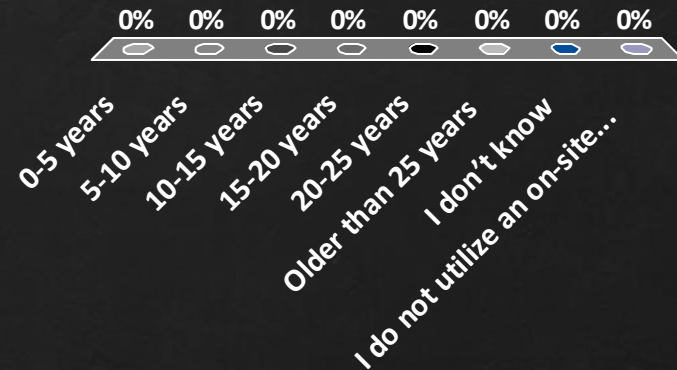 0% 0% 0% 0% 0% 0% 0% 0%
0-5 years
5-10 years
10-15 years
15-20 years
20-25 years
Older than 25 years
I don't know
I do not utilize an on-site...